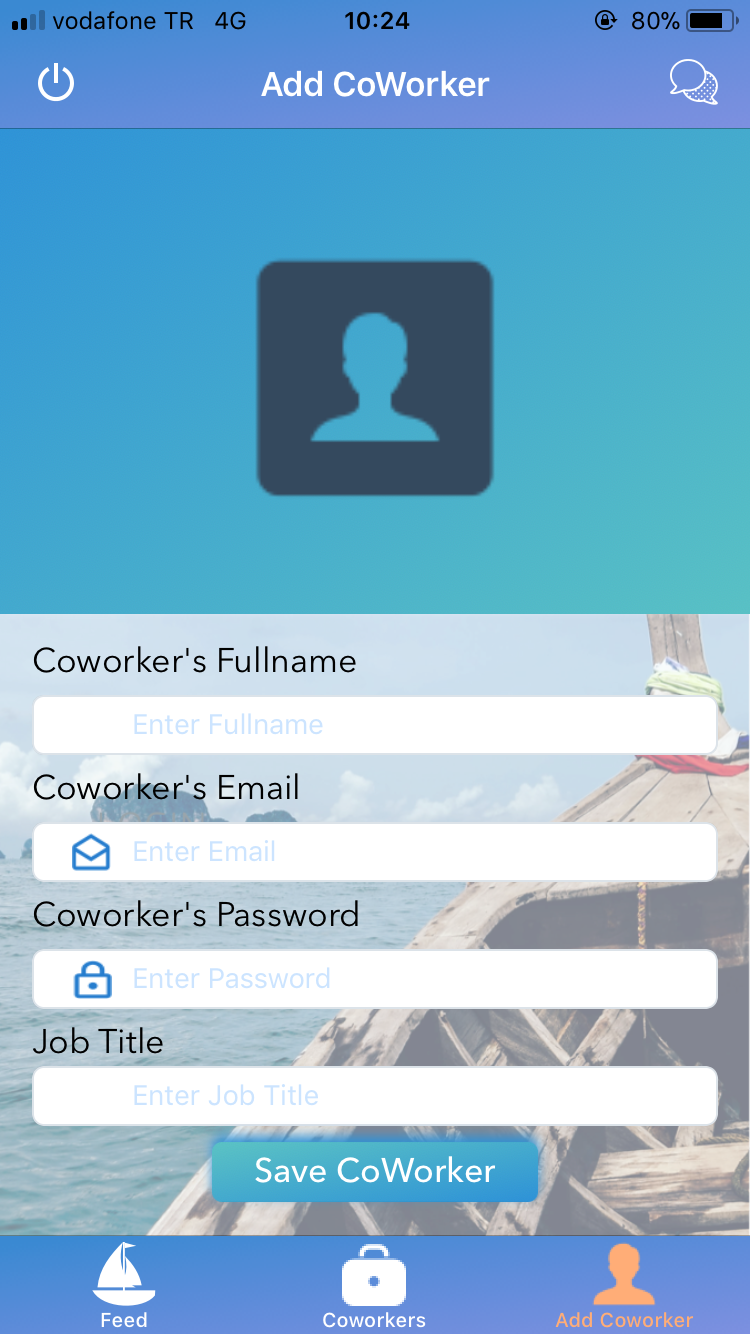 vodafone TR 4G 10:24 80%
Add CoWorker
Coworker's Fullname
Enter Fullname
Coworker's Email
Enter Email
Coworker's Password
Enter Password
Job Title
Enter Job Title
Save CoWorker
Feed Coworkers Add Coworker